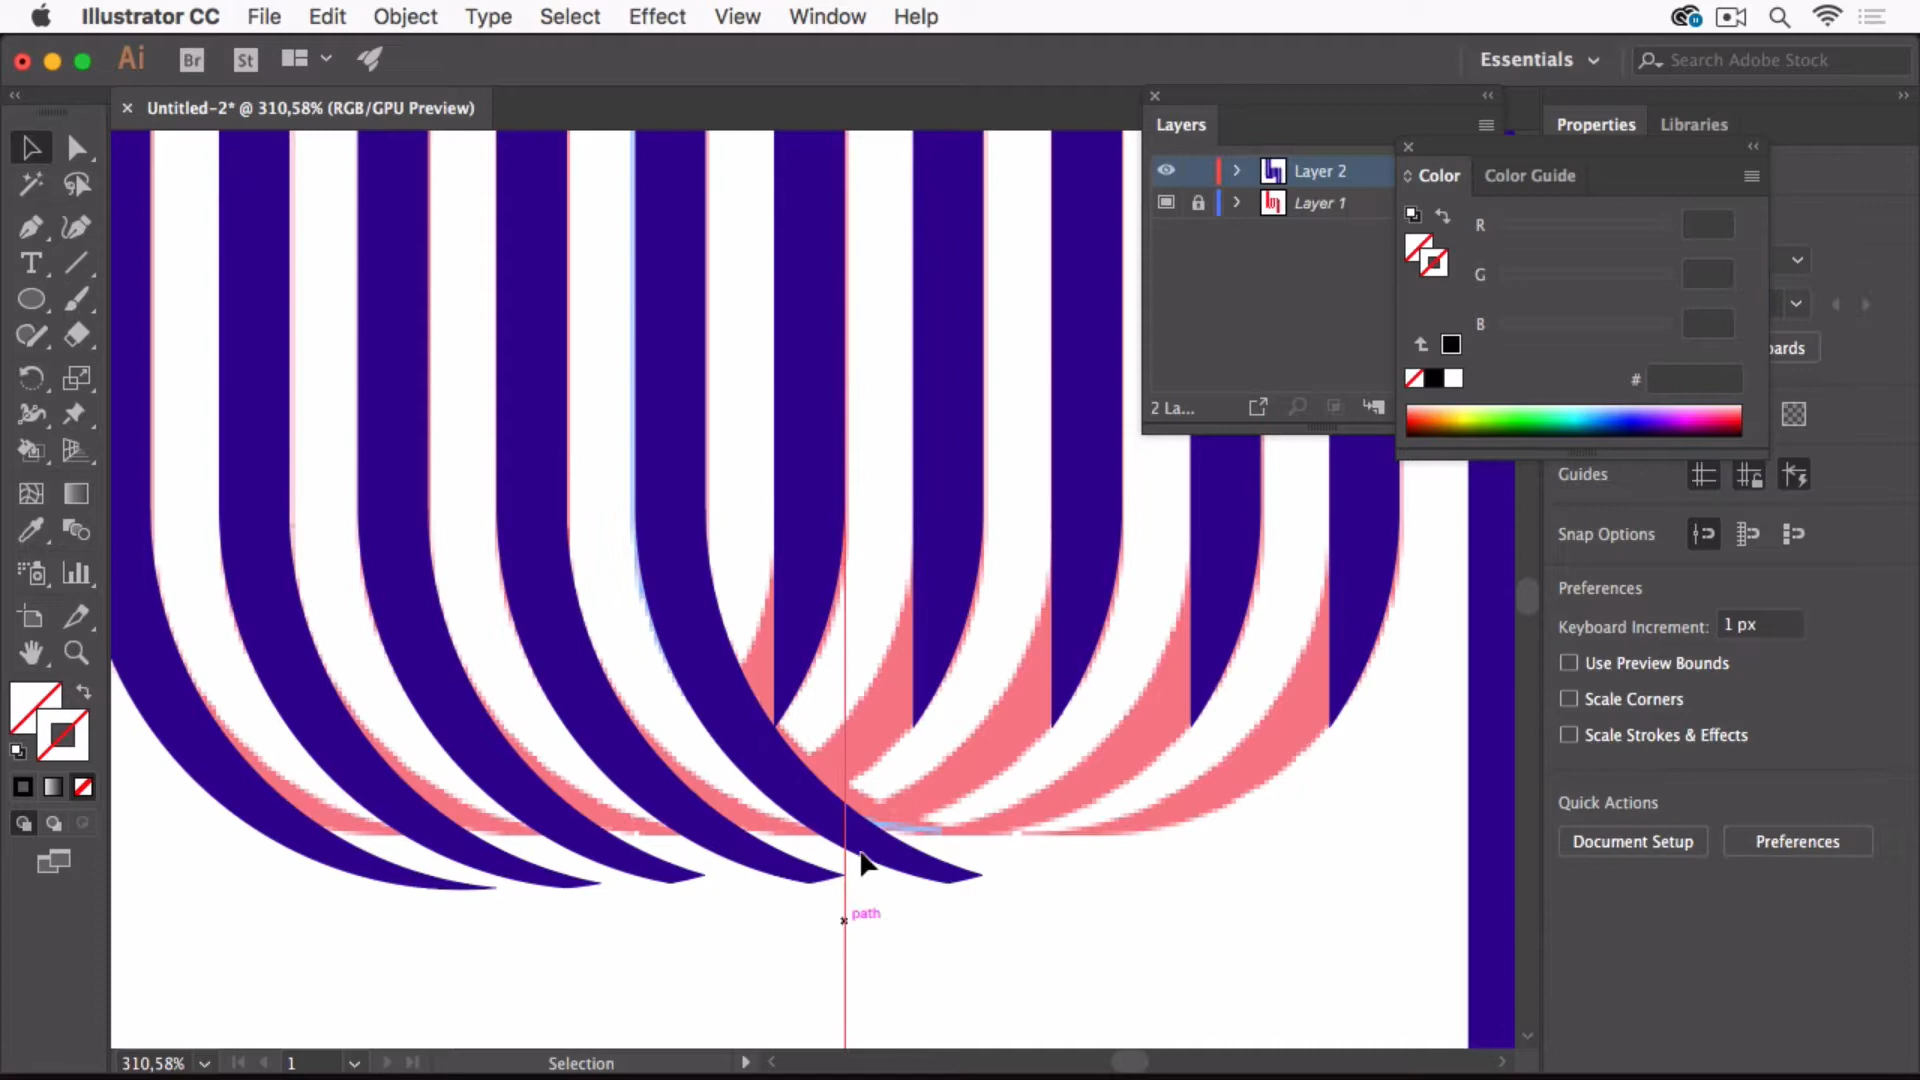 Illustrator CC File Edit Object Type Select Effect View Window Help
Ai Br St Essentials Search Adobe Stock
Untitled-2* @ 310,58% (RGB/GPU Preview)
Layers
Layer 2
Layer 1
2 La...
Properties Libraries
Color Color Guide
R
G
B
#
Guides
Snap Options
Preferences
Keyboard Increment: 1 px
Use Preview Bounds
Scale Corners
Scale Strokes & Effects
Quick Actions
Document Setup Preferences
path
310,58% 1 Selection